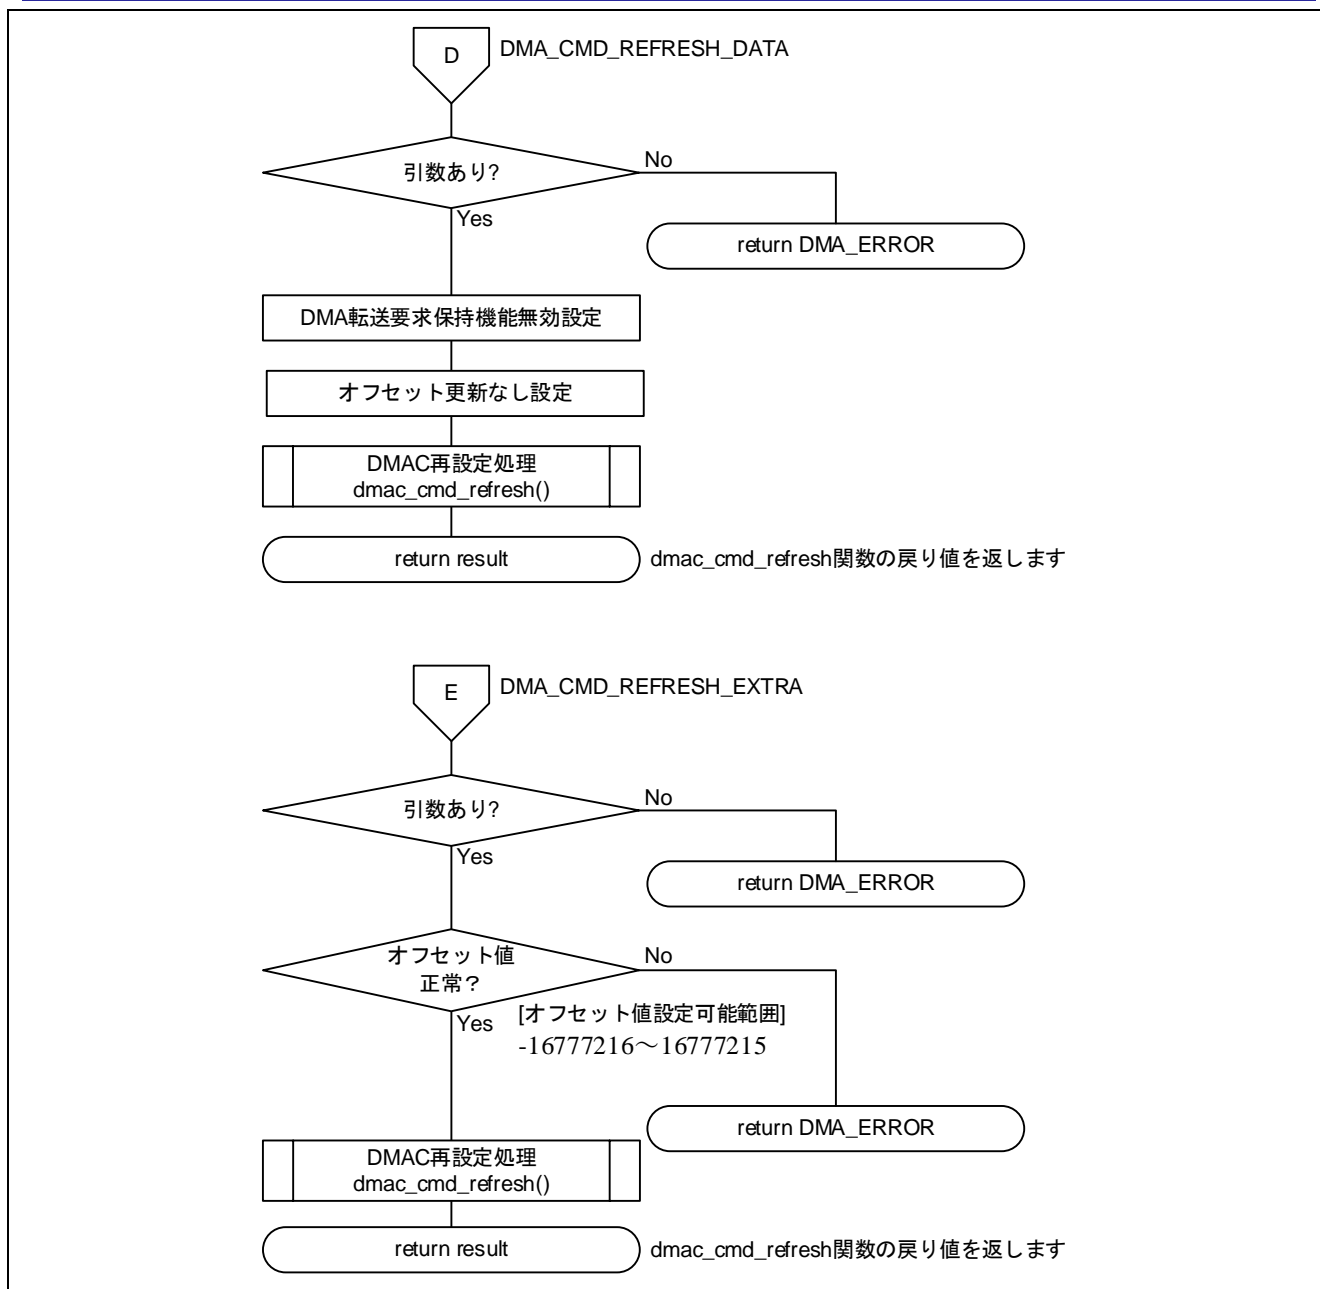 D
DMA_CMD_REFRESH_DATA
引数あり?
No
Yes
return DMA_ERROR
DMA転送要求保持機能無効設定
オフセット更新なし設定
DMAC再設定処理
dmac_cmd_refresh()
return result
dmac_cmd_refresh関数の戻り値を返します
E
DMA_CMD_REFRESH_EXTRA
引数あり?
No
Yes
return DMA_ERROR
オフセット値
正常？
No
Yes
[オフセット値設定可能範囲]
-16777216～16777215
return DMA_ERROR
DMAC再設定処理
dmac_cmd_refresh()
return result
dmac_cmd_refresh関数の戻り値を返します